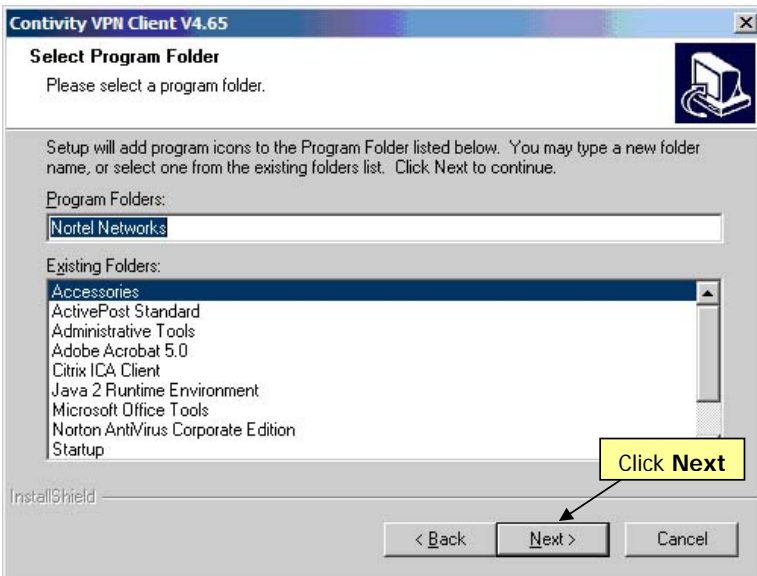 Contivity VPN Client V4.65
Select Program Folder
Please select a program folder.
Setup will add program icons to the Program Folder listed below. You may type a new folder
name, or select one from the existing folders list. Click Next to continue.
Program Folders:
Nortel Networks
Existing Folders:
Accessories
ActivePost Standard
Administrative Tools
Adobe Acrobat 5.0
Citrix ICA Client
Java 2 Runtime Environment
Microsoft Office Tools
Norton AntiVirus Corporate Edition
Startup
Click Next
InstallShield
< Back
Next >
Cancel